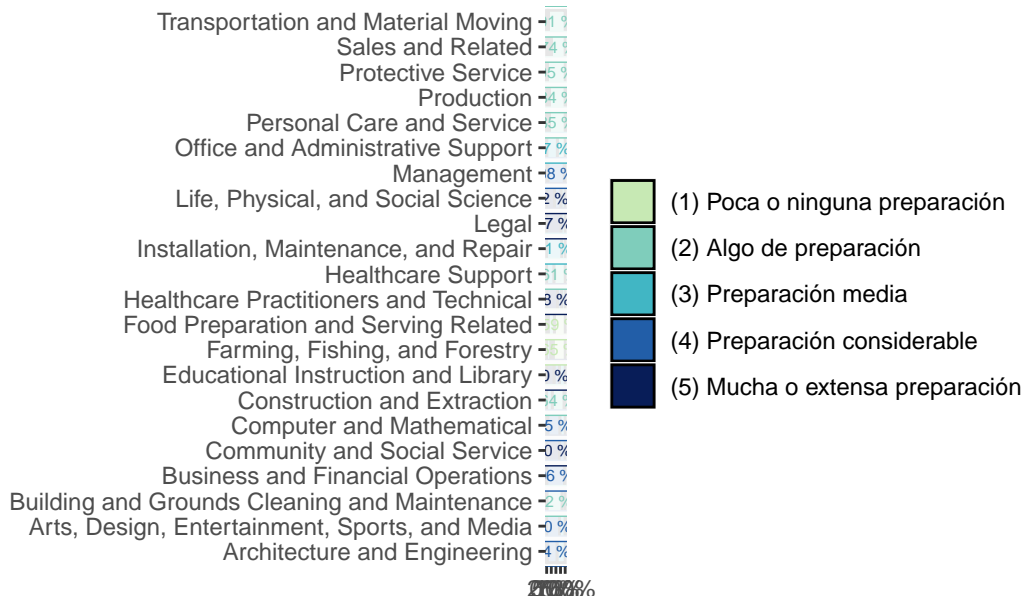 Transportation and Material Moving
Sales and Related
Protective Service
Production
Personal Care and Service
Office and Administrative Support
Management
Life, Physical, and Social Science
Legal
Installation, Maintenance, and Repair
Healthcare Support
Healthcare Practitioners and Technical
Food Preparation and Serving Related
Farming, Fishing, and Forestry
Educational Instruction and Library
Construction and Extraction
Computer and Mathematical
Community and Social Service
Business and Financial Operations
Building and Grounds Cleaning and Maintenance
Arts, Design, Entertainment, Sports, and Media
Architecture and Engineering
(1) Poca o ninguna preparación
(2) Algo de preparación
(3) Preparación media
(4) Preparación considerable
(5) Mucha o extensa preparación